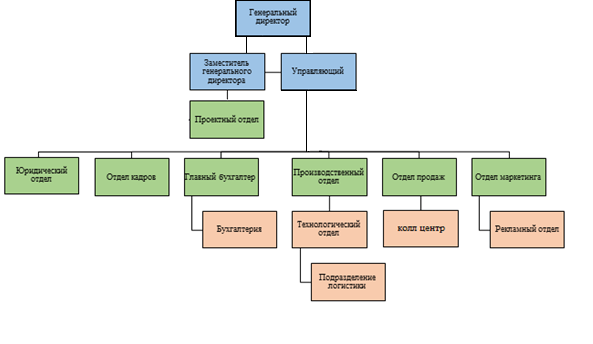 Генеральный
директор
Заместитель
генерального
директора
Управляющий
Проектный отдел
Юридический
отдел
Отдел кадров
Главный бухгалтер
Производственный
отдел
Отдел продаж
Отдел маркетинга
Бухгалтерия
Технологический
отдел
колл центр
Рекламный отдел
Подразделение
логистики